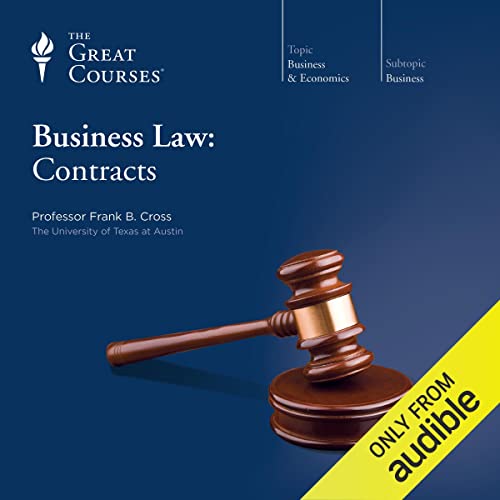 THE
GREAT
COURSES®
Topic
Business
& Economics
Subtopic
Business
Business Law:
Contracts
Professor Frank B. Cross
The University of Texas at Austin
ONLY FROM
audible